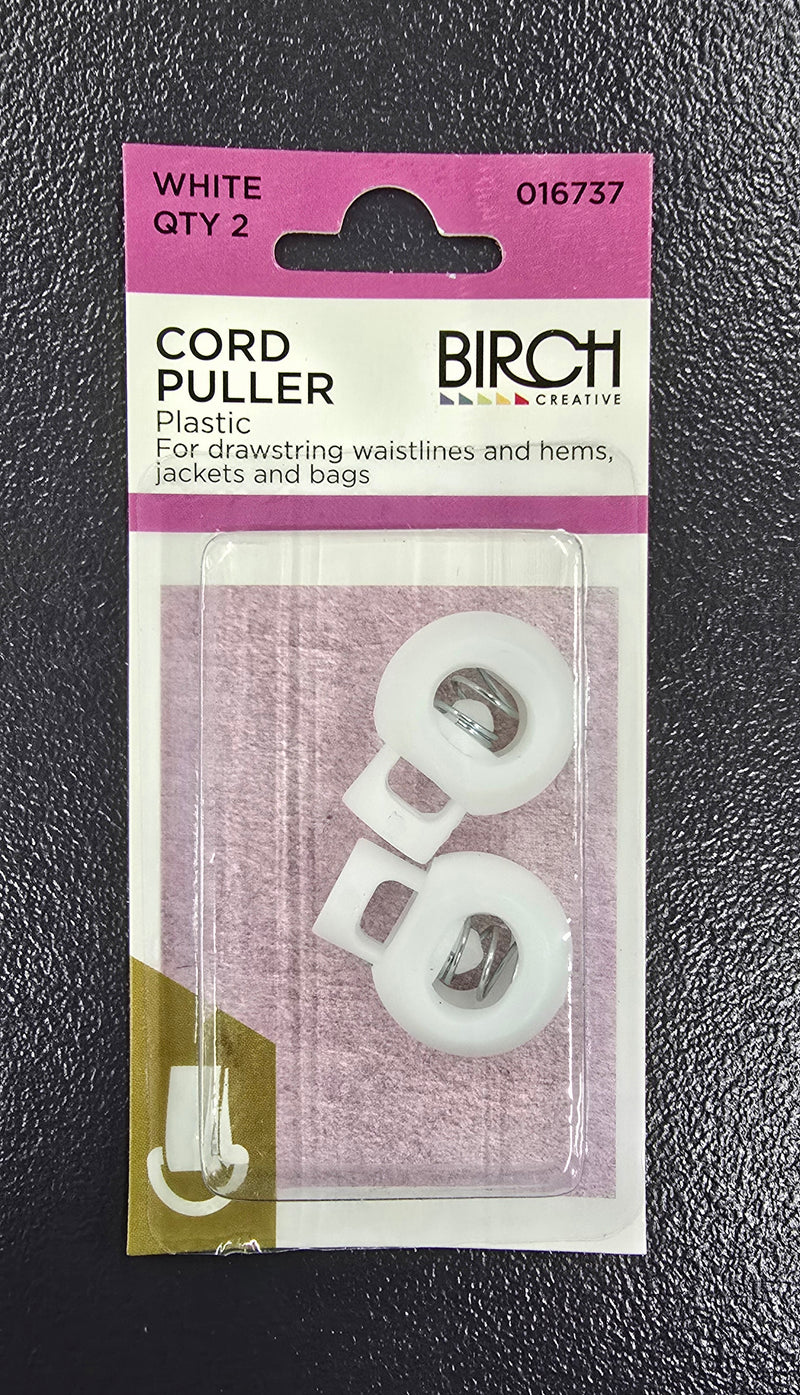 WHITE
QTY 2
016737
CORD
PULLER
Plastic
For drawstring waistlines and hems,
jackets and bags
BIRCH
CREATIVE